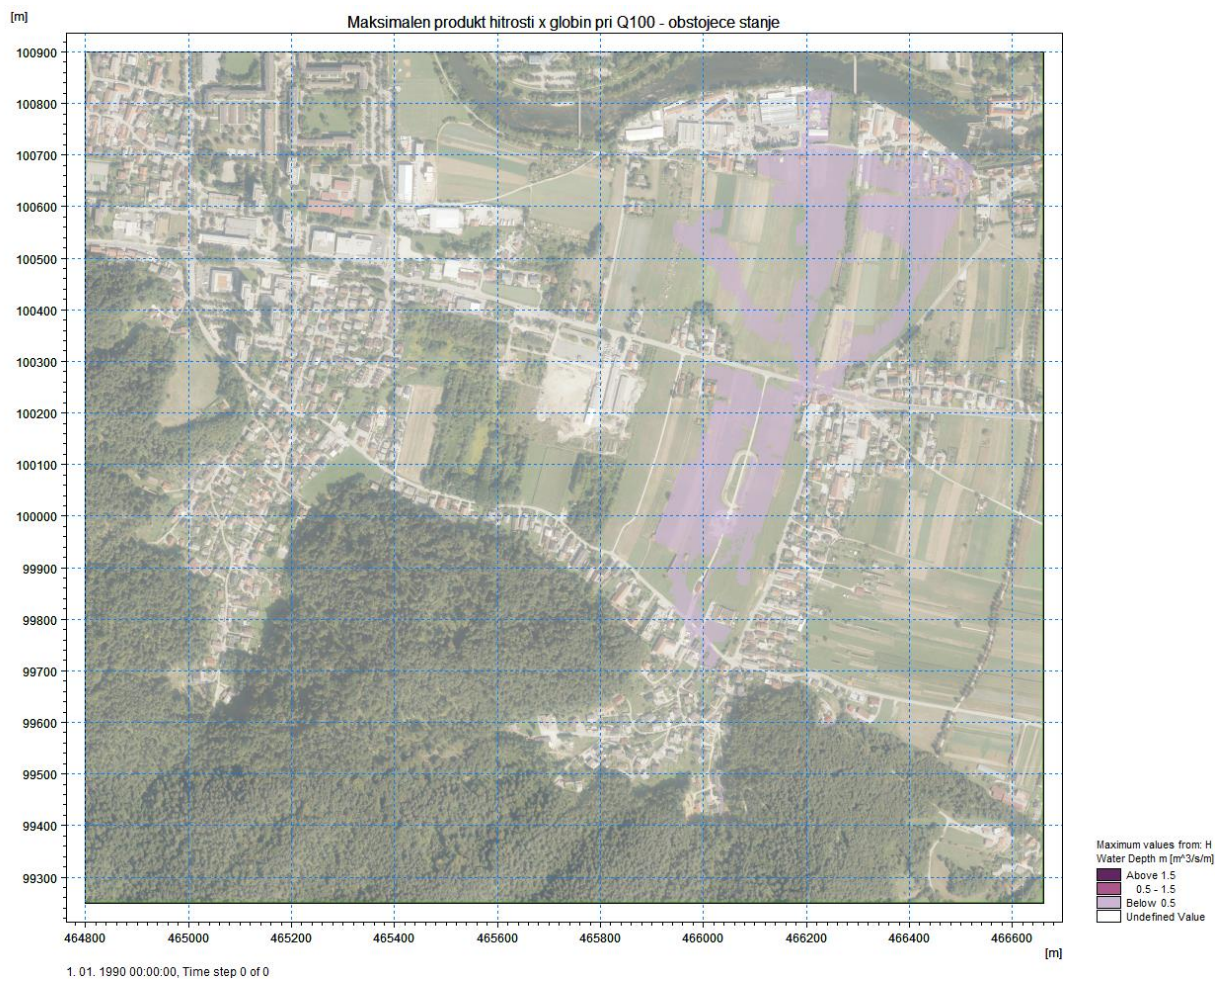 [m]
Maksimalen produkt hitrosti x globin pri Q100 - obstojece stanje
100900
100800
100700
100600
100500
100400
100300
100200
100100
100000
99900
99800
99700
99600
99500
99400
99300
464800 465000 465200 465400 465600 465800 466000 466200 466400 466600
[m]
1. 01. 1990 00:00:00, Time step 0 of 0
Maximum values from: H
Water Depth m [m^3/s/m]
Above 1.5
0.5 - 1.5
Below 0.5
Undefined Value